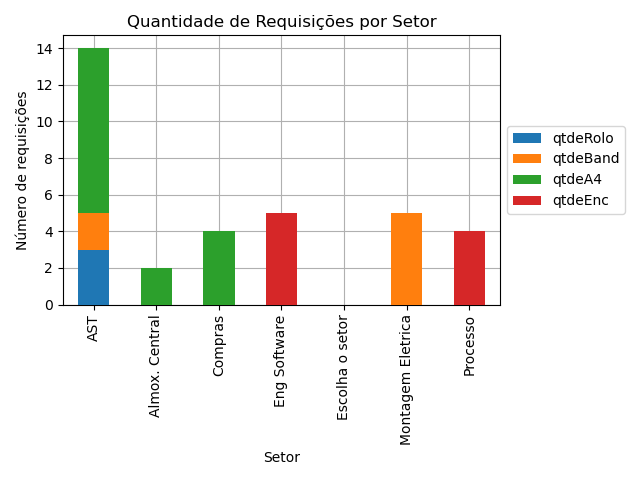 Quantidade de Requisições por Setor
Número de requisições
14
12
10
8
6
4
2
0
AST
Almox. Central
Compras
Eng Software
Escolha o setor
Montagem Eletrica
Processo
Setor
qtdeRolo
qtdeBand
qtdeA4
qtdeEnc